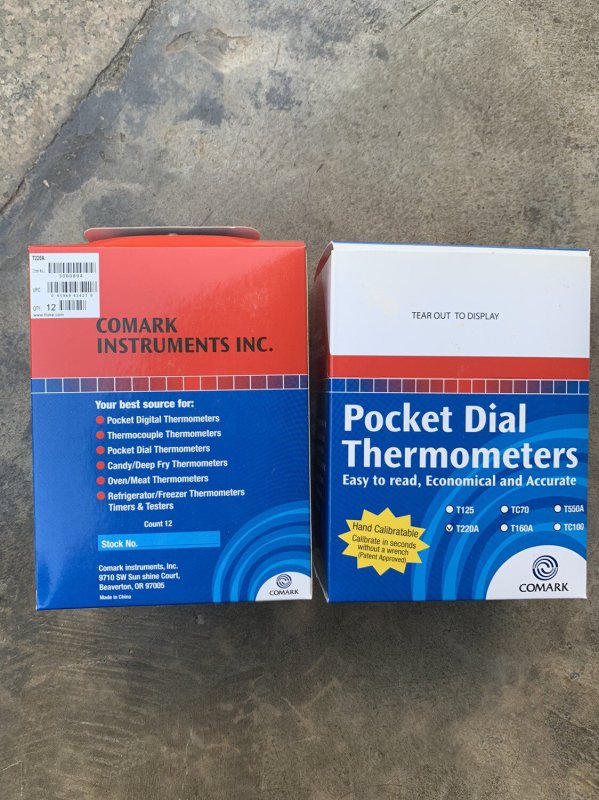 T220A
3060804
QTY. 12
www.fluke.com
COMARK
INSTRUMENTS INC.
Your best source for:
Pocket Digital Thermometers
Thermocouple Thermometers
Pocket Dial Thermometers
Candy/Deep Fry Thermometers
Oven/Meat Thermometers
Refrigerator/Freezer Thermometers
Timers & Testers
Count 12
Stock No.
Comark instruments, Inc.
9710 SW Sun shine Court,
Beaverton, OR 97005
Made in China
COMARK
TEAR OUT TO DISPLAY
Pocket Dial
Thermometers
Easy to read, Economical and Accurate
T125 TC70 T550A
T220A T160A TC100
Hand Calibratable
Calibrate in seconds
without a wrench
(Patent Approved)
COMARK